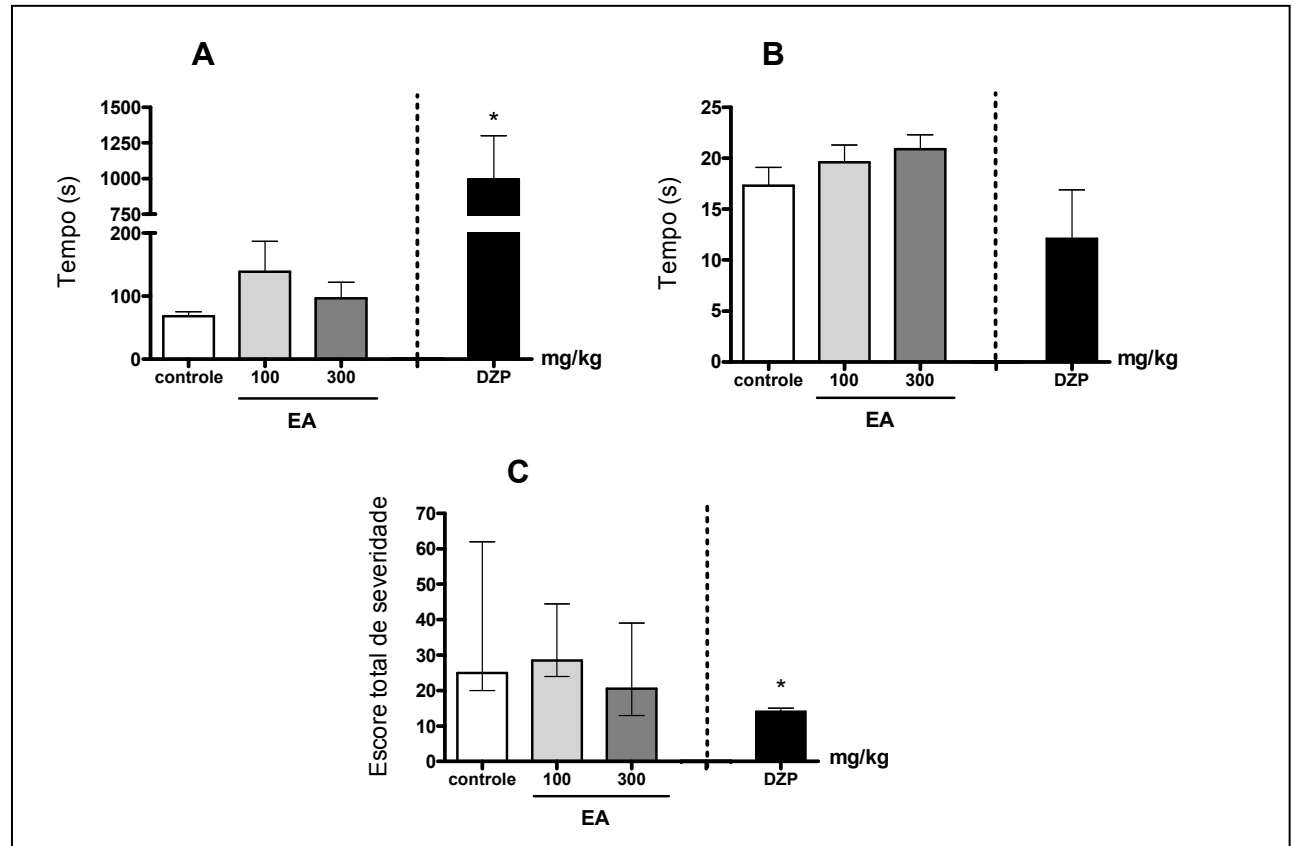 A
Tempo (s)
1500
1250
1000
750
200
100
0
*
controle 100 300 DZP mg/kg
EA
B
Tempo (s)
25
20
15
10
5
0
controle 100 300 DZP mg/kg
EA
C
Escore total de severidade
70
60
50
40
30
20
10
0
*
controle 100 300 DZP mg/kg
EA